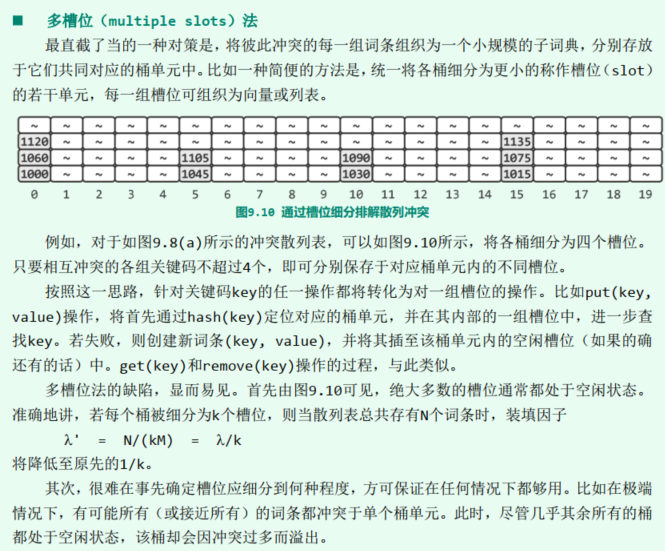 ■ 多槽位（multiple slots）法
最直截了当的一种对策是，将彼此冲突的每一组词条组织为一个小规模的子词典，分别存放
于它们共同对应的桶单元中。比如一种简便的方法是，统一将各桶细分为更小的称作槽位（slot）
的若干单元，每一组槽位可组织为向量或列表。
~ ~ ~ ~ ~ ~ ~ ~ ~ ~ ~ ~ ~ ~ ~ ~ ~ ~ ~ ~
1120 ~ ~ ~ ~ ~ ~ ~ ~ ~ ~ ~ ~ ~ ~ 1135 ~ ~ ~ ~
1060 ~ ~ ~ ~ 1105 ~ ~ ~ ~ 1090 ~ ~ ~ ~ 1075 ~ ~ ~ ~
1000 ~ ~ ~ ~ 1045 ~ ~ ~ ~ 1030 ~ ~ ~ ~ 1015 ~ ~ ~ ~
0 1 2 3 4 5 6 7 8 9 10 11 12 13 14 15 16 17 18 19
图9.10 通过槽位细分排解散列冲突
例如，对于如图9.8(a)所示的冲突散列表，可以如图9.10所示，将各桶细分为四个槽位。
只要相互冲突的各组关键码不超过4个，即可分别保存于对应桶单元内的不同槽位。
按照这一思路，针对关键码key的任一操作都将转化为对一组槽位的操作。比如put(key,
value)操作，将首先通过hash(key)定位对应的桶单元，并在其内部的一组槽位中，进一步查
找key。若失败，则创建新词条(key, value)，并将其插至该桶单元内的空闲槽位（如果的确
还有的话）中。get(key)和remove(key)操作的过程，与此类似。
多槽位法的缺陷，显而易见。首先由图9.10可见，绝大多数的槽位通常都处于空闲状态。
准确地讲，若每个桶被细分为k个槽位，则当散列表总共存有N个词条时，装填因子
λ' = N/(kM) = λ/k
将降低至原先的1/k。
其次，很难在事先确定槽位应细分到何种程度，方可保证在任何情况下都够用。比如在极端
情况下，有可能所有（或接近所有）的词条都冲突于单个桶单元。此时，尽管几乎其余所有的桶
都处于空闲状态，该桶却会因冲突过多而溢出。